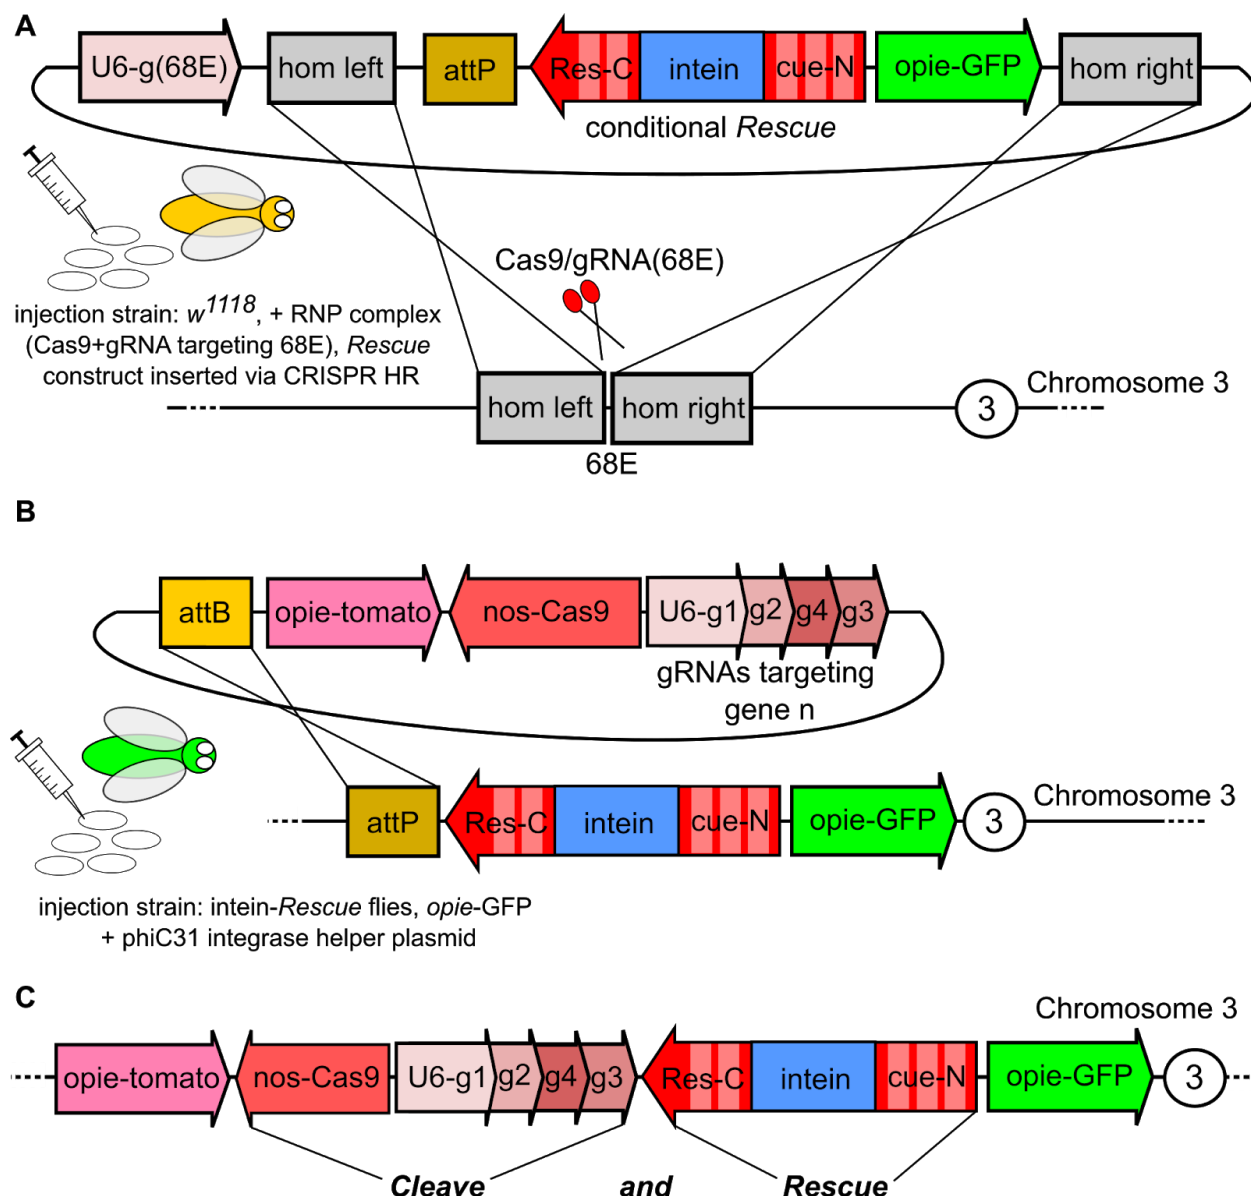 A
U6-g(68E) hom left attP Res-C intein cue-N opie-GFP hom right
conditional Rescue
Cas9/gRNA(68E)
injection strain: w1118, + RNP complex
(Cas9+gRNA targeting 68E), Rescue
construct inserted via CRISPR HR
Chromosome 3
hom left hom right 3
68E
B
attB opie-tomato nos-Cas9 U6-g1 g2 g4 g3
gRNAs targeting
gene n
Chromosome 3
attP Res-C intein cue-N opie-GFP 3
injection strain: intein-Rescue flies, opie-GFP
+ phiC31 integrase helper plasmid
C
Chromosome 3
opie-tomato nos-Cas9 U6-g1 g2 g4 g3 Res-C intein cue-N opie-GFP 3
Cleave and Rescue